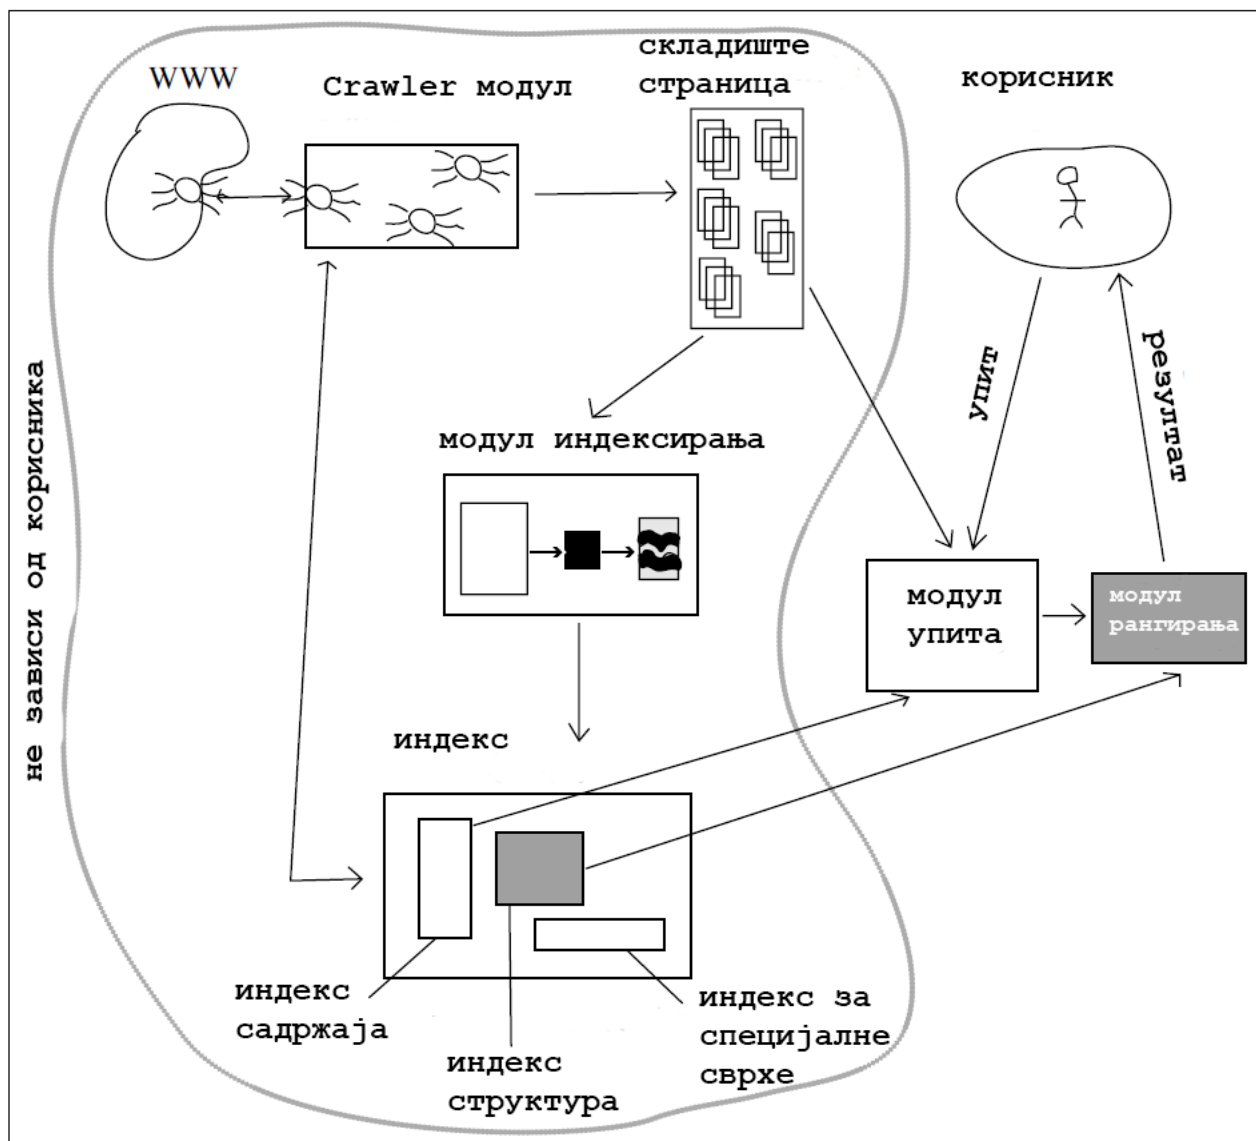 WWW
Crawler модул
складиште
страница
корисник
не зависи од корисника
упит
резултат
модул индексирања
модул
упита
модул
рангирања
индекс
индекс
садржаја
индекс
структура
индекс за
специјалне
сврхе